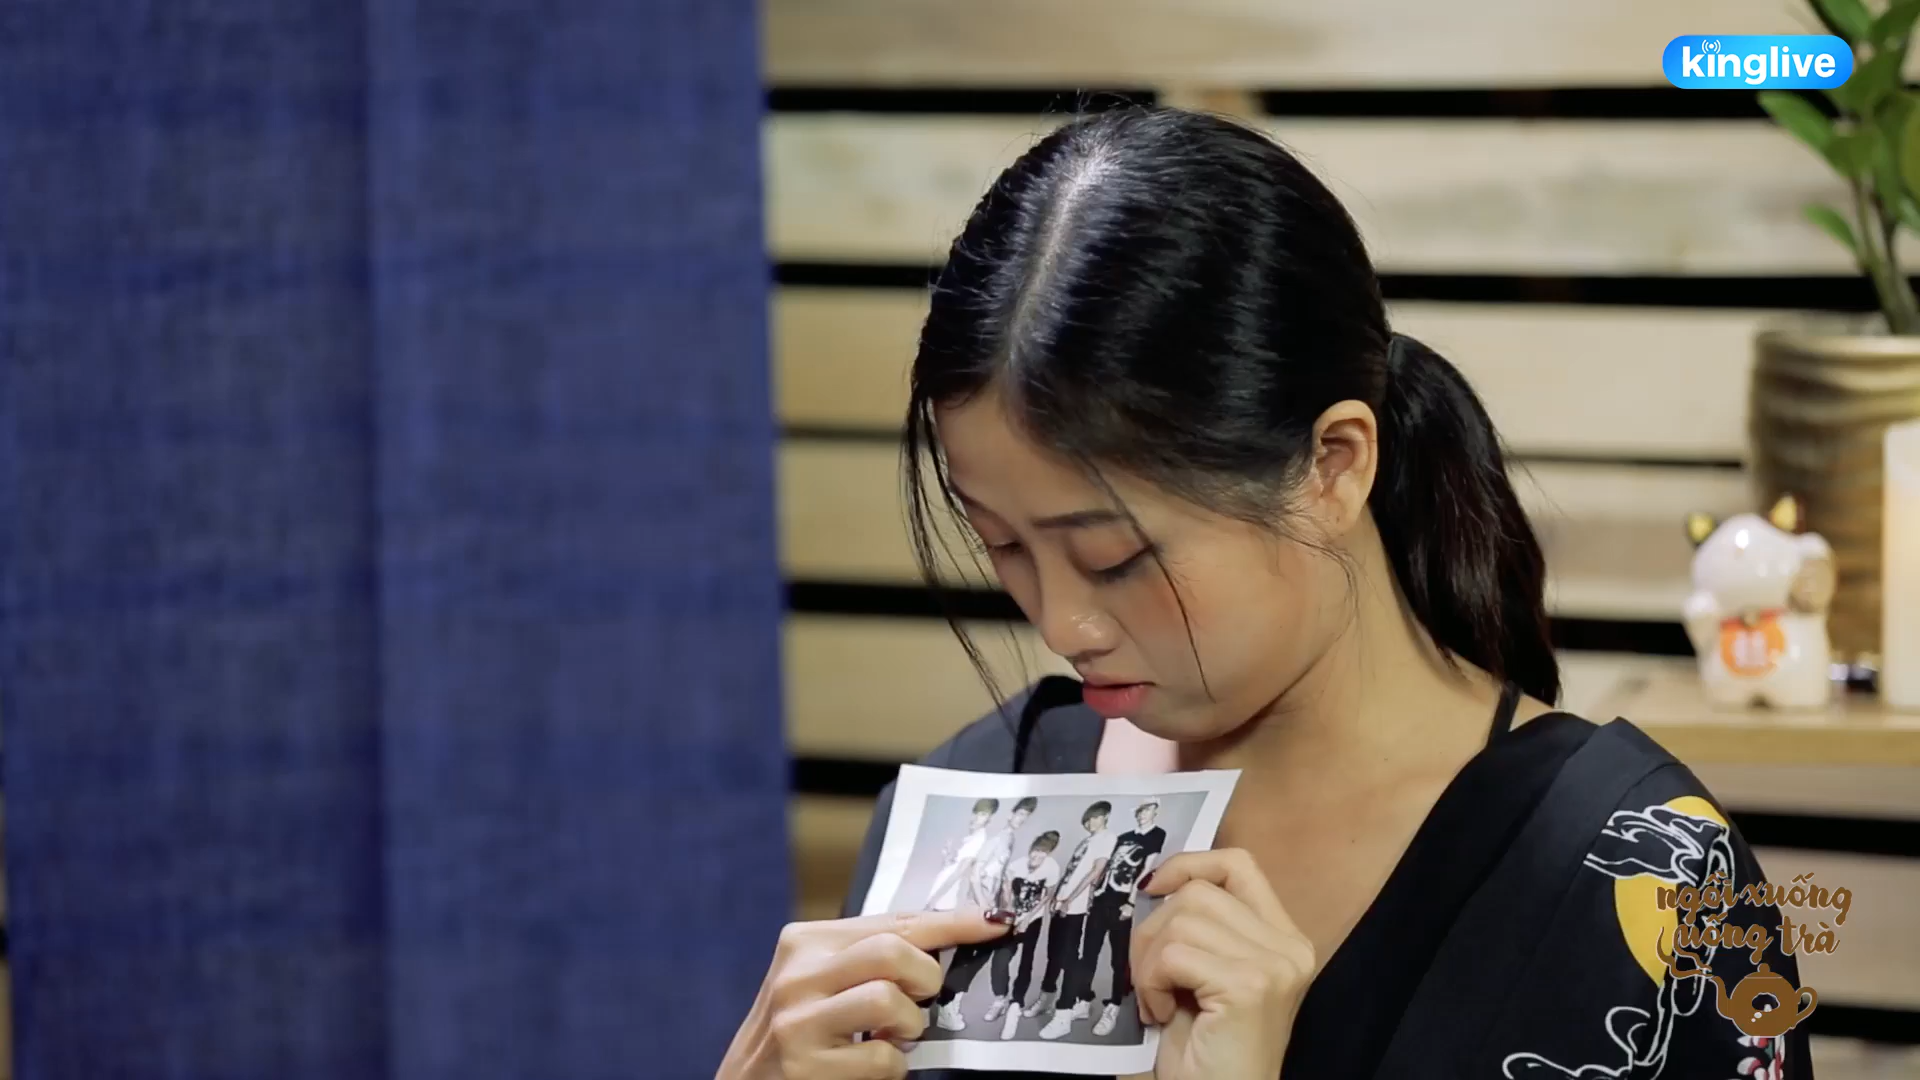 kinglive
ngồi xuống
uống trà